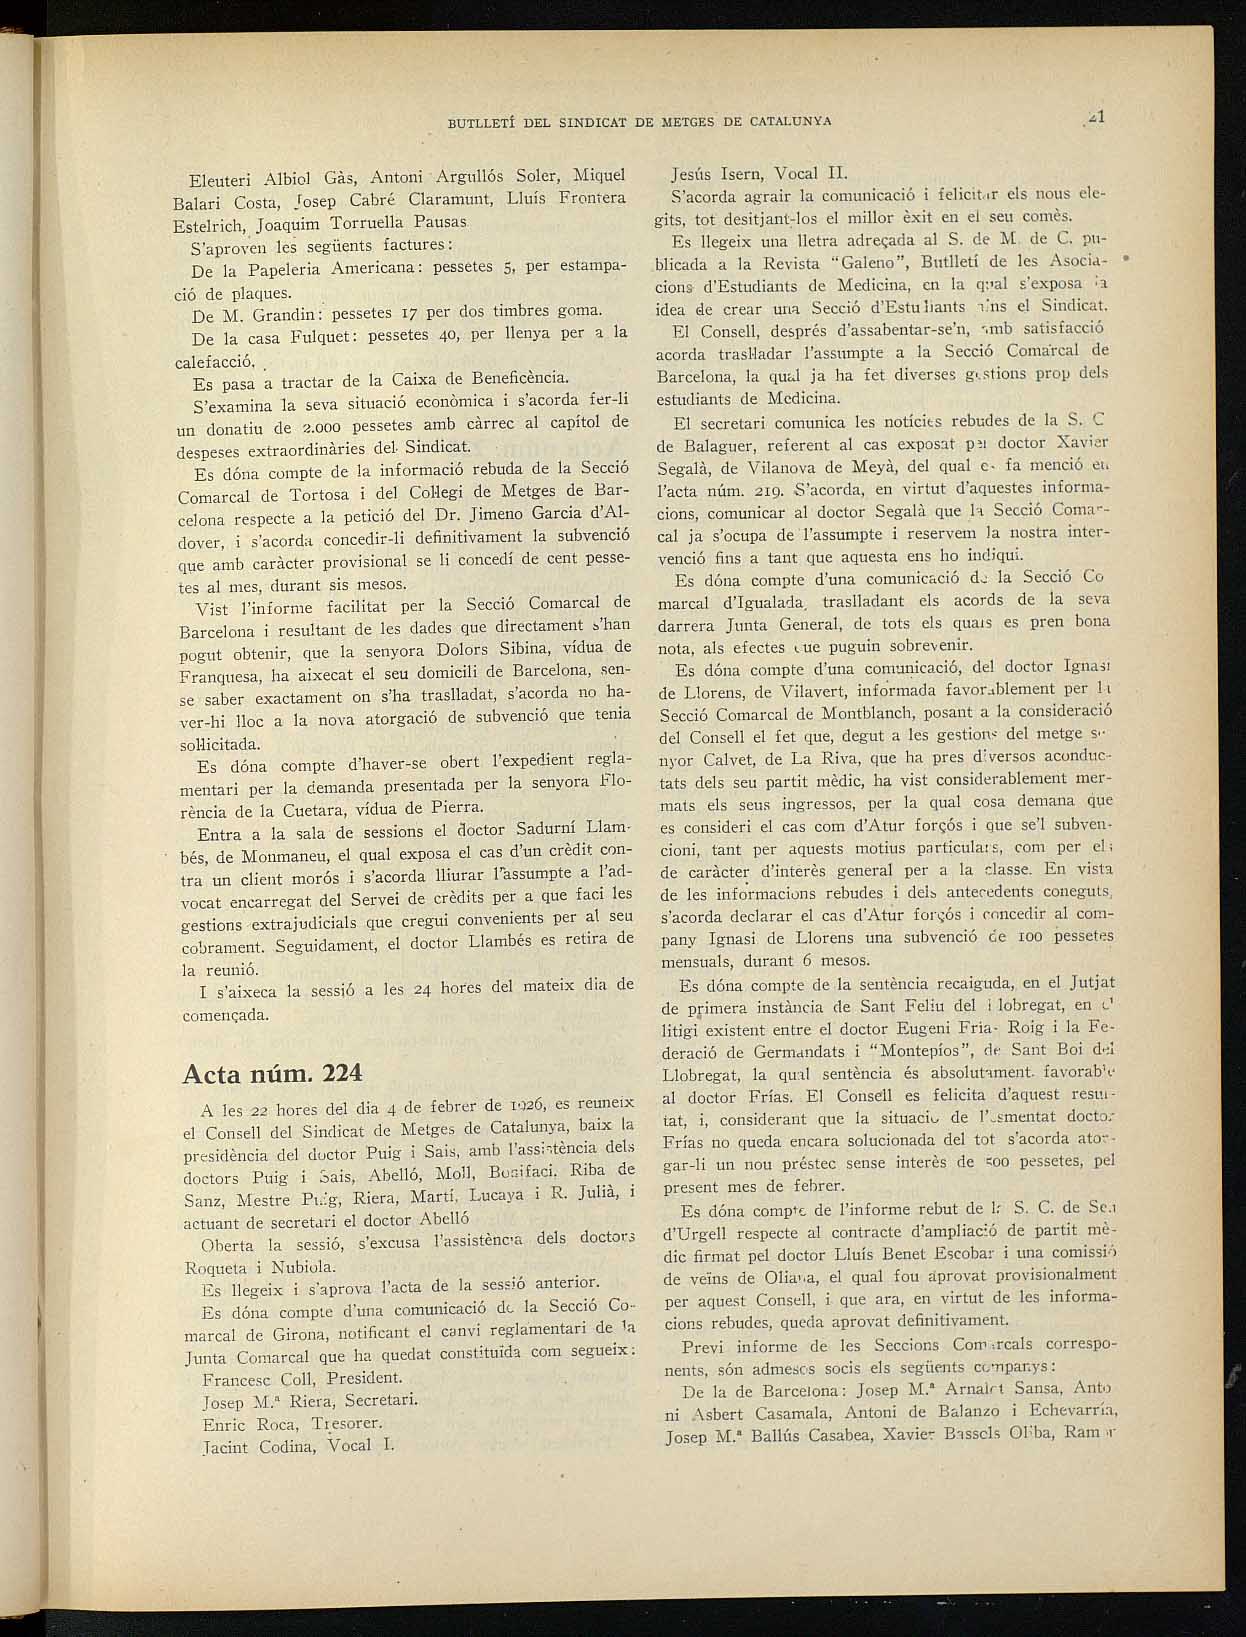 BUTLLETÍ DEL SINDICAT DE METGES DE CATALUNYA
21
Eleuteri Albiol Gàs, Antoni Argullós Soler, Miquel
Balari Costa, Josep Cabré Claramunt, Lluís Frontera
Estelrich, Joaquim Torruella Pausas
S'aproven les següents factures:
De la Papeleria Americana: pessetes 5, per estampa-
ció de plaques.
De M. Grandin: pessetes 17 per dos timbres goma.
De la casa Fulquet: pessetes 40, per llenya per a la
calefacció.
Es pasa a tractar de la Caixa de Beneficència.
S'examina la seva situació econòmica i s'acorda fer-li
un donatiu de 2.000 pessetes amb càrrec al capítol de
despeses extraordinàries del Sindicat.
Es dóna compte de la informació rebuda de la Secció
Comarcal de Tortosa i del Col·legi de Metges de Bar-
celona respecte a la petició del Dr. Jimeno Garcia d'Al-
dover, i s'acorda concedir-li definitivament la subvenció
que amb caràcter provisional se li concedí de cent pesse-
tes al mes, durant sis mesos.
Vist l'informe facilitat per la Secció Comarcal de
Barcelona i resultant de les dades que directament s'han
pogut obtenir, que la senyora Dolors Sibina, vídua de
Franquesa, ha aixecat el seu domicili de Barcelona, sen-
se saber exactament on s'ha traslladat, s'acorda no ha-
ver-hi lloc a la nova atorgació de subvenció que tenia
sol·licitada.
Es dóna compte d'haver-se obert l'expedient regla-
mentari per la demanda presentada per la senyora Flo-
rència de la Cuetara, vídua de Pierra.
Entra a la sala de sessions el doctor Sadurní Llam-
bés, de Monmaneu, el qual exposa el cas d'un crèdit con-
tra un client morós i s'acorda lliurar l'assumpte a l'ad-
vocat encarregat del Servei de crèdits per a que faci les
gestions extrajudicials que cregui convenients per al seu
cobrament. Seguidament, el doctor Llambés es retira de
la reunió.
I s'aixeca la sessió a les 24 hores del mateix dia de
començada.
Acta núm. 224
A les 22 hores del dia 4 de febrer de 1926, es reuneix
el Consell del Sindicat de Metges de Catalunya, baix la
presidència del doctor Puig i Sais, amb l'assistència dels
doctors Puig i Sais, Abelló, Moll, Bonifaci, Riba de
Sanz, Mestre Puig, Riera, Martí, Lucaya i R. Julià, i
actuant de secretari el doctor Abelló
Oberta la sessió, s'excusa l'assistència dels doctors
Roqueta i Nubiola.
Es llegeix i s'aprova l'acta de la sessió anterior.
Es dóna compte d'una comunicació de la Secció Co-
marcal de Girona, notificant el canvi reglamentari de la
Junta Comarcal que ha quedat constituïda com segueix:
Francesc Coll, President.
Josep M.ª Riera, Secretari.
Enric Roca, Tresorer.
Jacint Codina, Vocal I.
Jesús Isern, Vocal II.
S'acorda agrair la comunicació i felicitar els nous ele-
gits, tot desitjant-los el millor èxit en el seu comès.
Es llegeix una lletra adreçada al S. de M. de C. pu-
blicada a la Revista "Galeno", Butlletí de les Asocia-
cions d'Estudiants de Medicina, en la qual s'exposa la
idea de crear una Secció d'Estudiants dins el Sindicat.
El Consell, després d'assabentar-se'n, amb satisfacció
acorda traslladar l'assumpte a la Secció Comarcal de
Barcelona, la qual ja ha fet diverses gestions prop dels
estudiants de Medicina.
El secretari comunica les notícies rebudes de la S. C
de Balaguer, referent al cas exposat pel doctor Xavier
Segalà, de Vilanova de Meyà, del qual es fa menció en
l'acta núm. 219. S'acorda, en virtut d'aquestes informa-
cions, comunicar al doctor Segalà que la Secció Comar-
cal ja s'ocupa de l'assumpte i reservem la nostra inter-
venció fins a tant que aquesta ens ho indiqui.
Es dóna compte d'una comunicació de la Secció Co
marcal d'Igualada, traslladant els acords de la seva
darrera Junta General, de tots els quais es pren bona
nota, als efectes que puguin sobrevenir.
Es dóna compte d'una comunicació, del doctor Ignasi
de Llorens, de Vilavert, informada favorablement per la
Secció Comarcal de Montblanch, posant a la consideració
del Consell el fet que, degut a les gestions del metge se-
nyor Calvet, de La Riva, que ha pres diversos aconduc-
tats dels seu partit mèdic, ha vist considerablement mer-
mats els seus ingressos, per la qual cosa demana que
es consideri el cas com d'Atur forçós i que se'l subven-
cioni, tant per aquests motius particulars, com per els
de caràcter d'interès general per a la classe. En vista
de les informacions rebudes i dels antecedents coneguts,
s'acorda declarar el cas d'Atur forçós i concedir al com-
pany Ignasi de Llorens una subvenció de 100 pessetes
mensuals, durant 6 mesos.
Es dóna compte de la sentència recaiguda, en el Jutjat
de primera instància de Sant Feliu del Llobregat, en el
litigi existent entre el doctor Eugeni Frias Roig i la Fe-
deració de Germandats i "Montepíos", de Sant Boi del
Llobregat, la qual sentència és absolutament favorable
al doctor Frías. El Consell es felicita d'aquest resul-
tat, i, considerant que la situació de l'esmentat doctor
Frías no queda encara solucionada del tot s'acorda ator-
gar-li un nou préstec sense interès de 500 pessetes, pel
present mes de febrer.
Es dóna compte de l'informe rebut de la S. C. de Seu
d'Urgell respecte al contracte d'ampliació de partit mè-
dic firmat pel doctor Lluís Benet Escobar i una comissió
de veïns de Oliana, el qual fou aprovat provisionalment
per aquest Consell, i que ara, en virtut de les informa-
cions rebudes, queda aprovat definitivament.
Previ informe de les Seccions Comarcals correspo-
nents, són admesos socis els següents companys:
De la de Barcelona: Josep M.ª Arnalot Sansa, Anto
ni Asbert Casamala, Antoni de Balanzo i Echevarría,
Josep M.ª Ballús Casabea, Xavier Bassols Oliba, Ramir